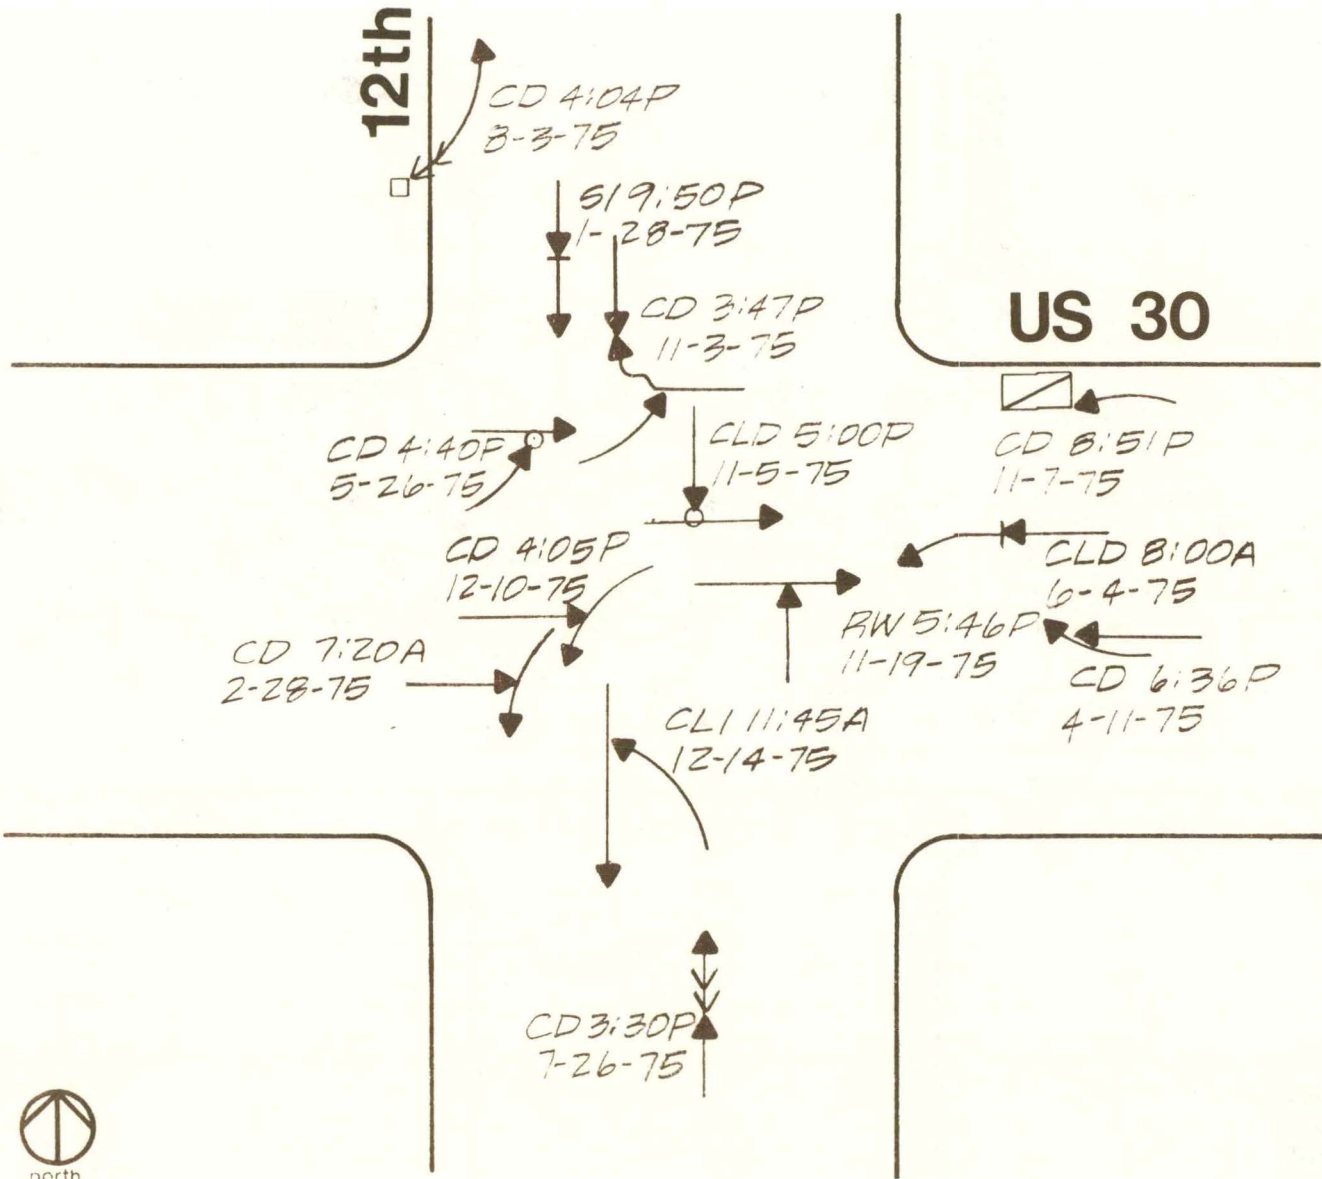 12th
CD 4:04P
8-3-75
S19:50P
1-28-75
US 30
CD 3:47P
11-3-75
CD 4:40P
5-26-75
CLD 5:00P
11-5-75
CD 8:51P
11-7-75
CD 4:05P
12-10-75
CLD 8:00A
6-4-75
RW 5:46P
11-19-75
CD 7:20A
2-28-75
CD 6:36P
4-11-75
CLI 11:45A
12-14-75
CD 3:30P
7-26-75
north